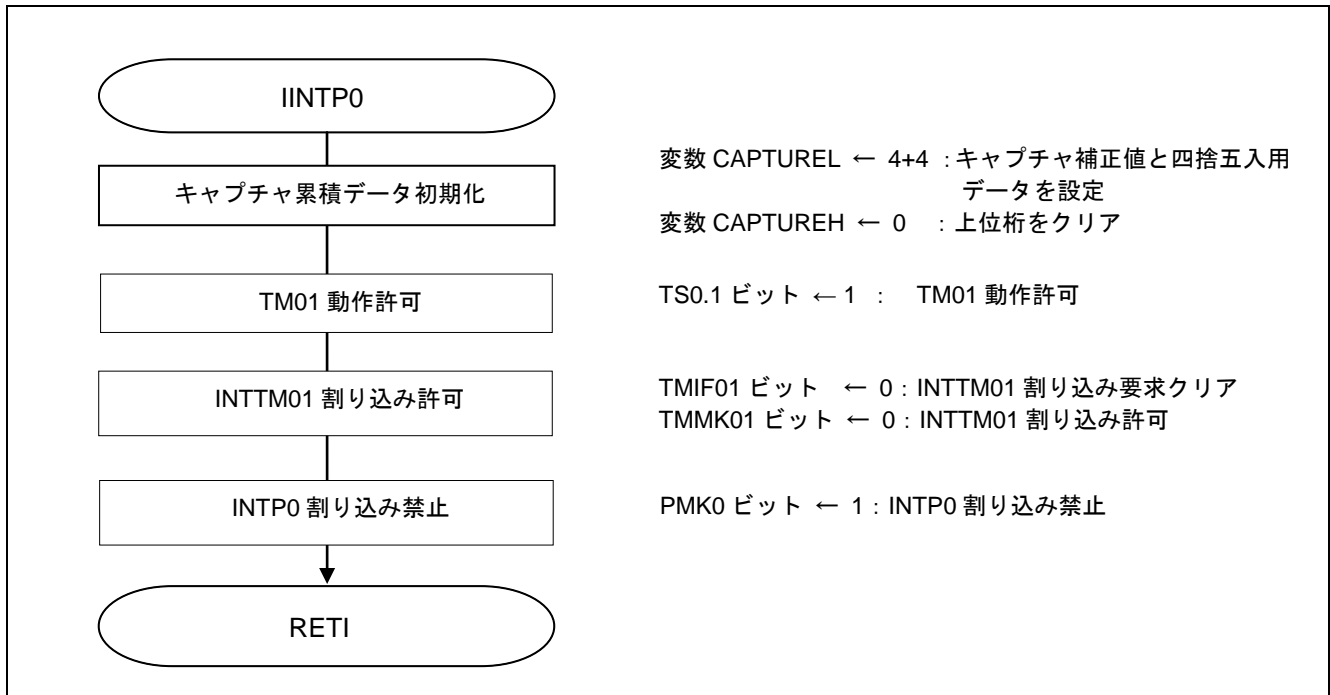 IINTP0
キャプチャ累積データ初期化
変数 CAPTUREL ← 4+4 :キャプチャ補正値と四捨五入用
データを設定
変数 CAPTUREH ← 0 :上位桁をクリア
TM01 動作許可
TS0.1 ビット ← 1 : TM01 動作許可
INTTM01 割り込み許可
TMIF01 ビット ← 0:INTTM01 割り込み要求クリア
TMMK01 ビット ← 0:INTTM01 割り込み許可
INTP0 割り込み禁止
PMK0 ビット ← 1:INTP0 割り込み禁止
RETI